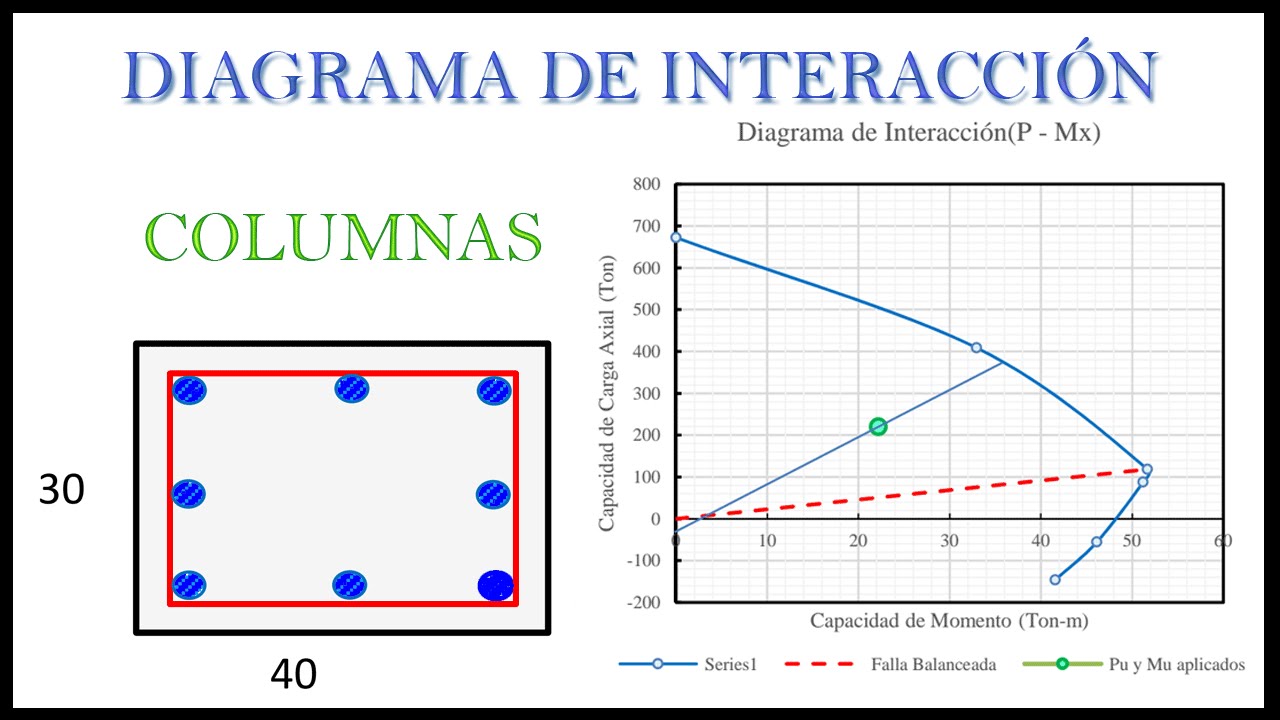 DIAGRAMA DE INTERACCIÓN
COLUMNAS
30
40
Diagrama de Interacción(P - Mx)
Capacidad de Carga Axial (Ton)
800
700
600
500
400
300
200
100
0
-100
-200
0 10 20 30 40 50 60
Capacidad de Momento (Ton-m)
Series1 Falla Balanceada Pu y Mu aplicados